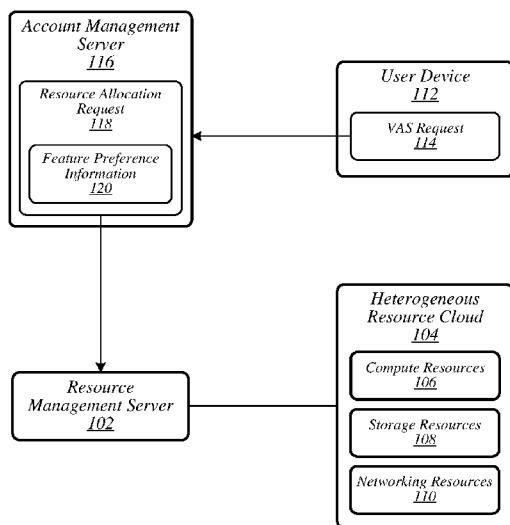 Account Management
Server
116
Resource Allocation
Request
118
Feature Preference
Information
120
User Device
112
VAS Request
114
Resource
Management Server
102
Heterogeneous
Resource Cloud
104
Compute Resources
106
Storage Resources
108
Networking Resources
110